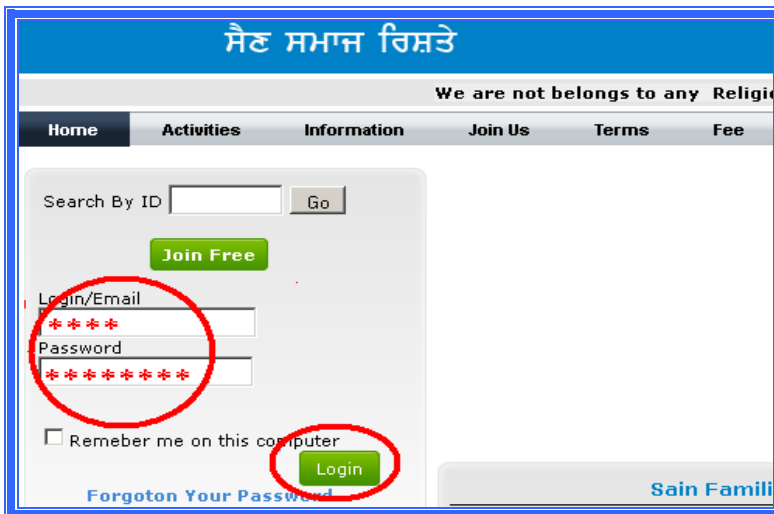 ਸੈਣ ਸਮਾਜ ਰਿਸ਼ਤੇ
We are not belongs to any Religi
Home Activities Information Join Us Terms Fee
Search By ID Go
Join Free
Login/Email
****
Password
********
Remeber me on this computer
Login
Forgoton Your Password
Sain Famili